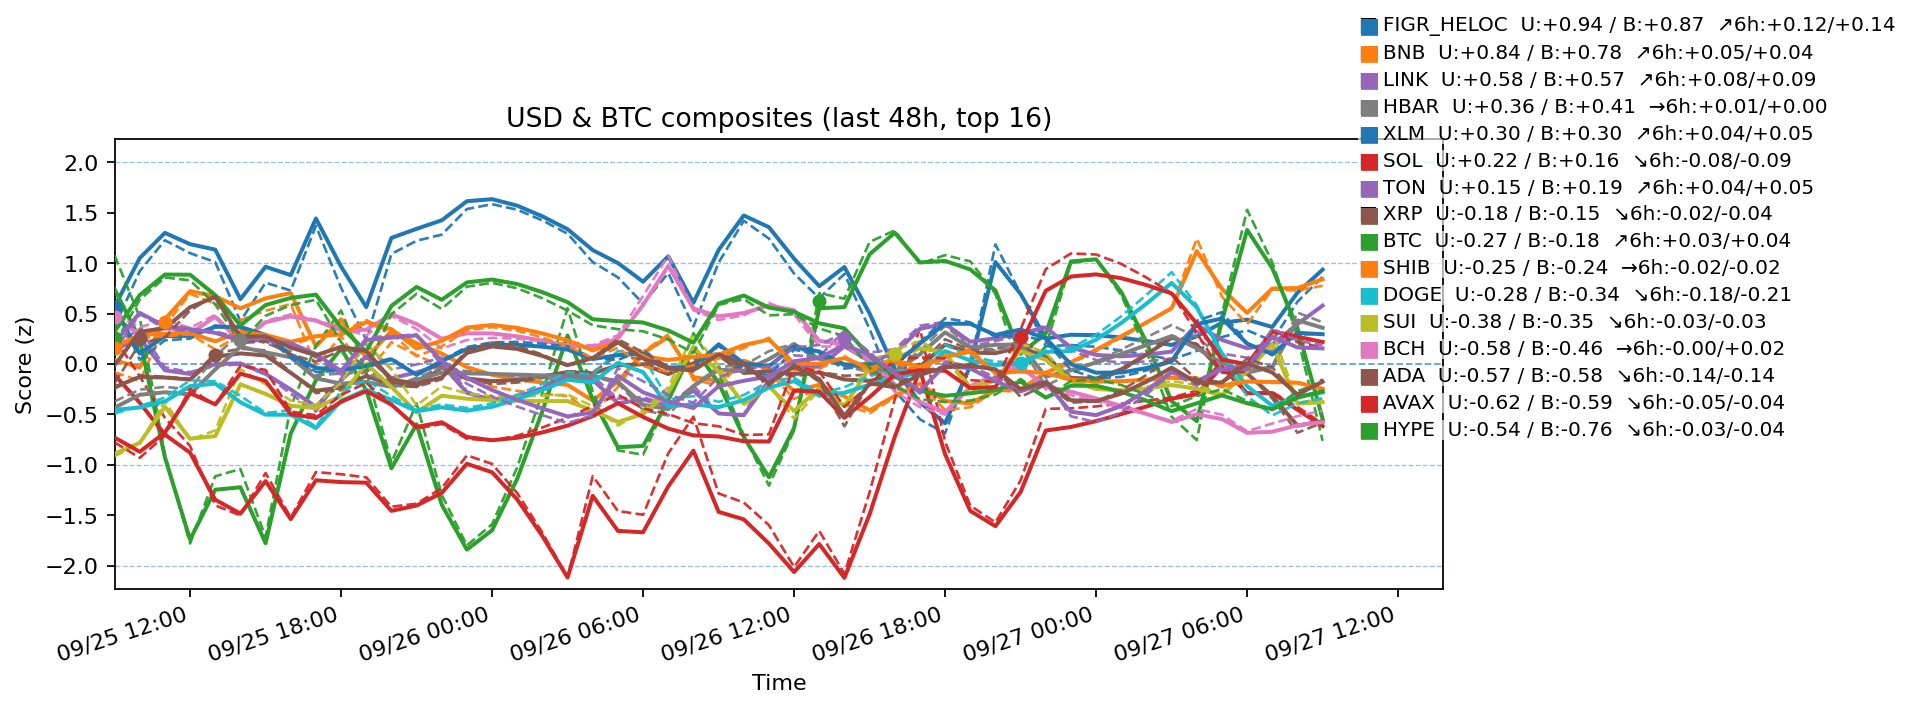 FIGR_HELOC U:+0.94 / B:+0.87 ↗6h:+0.12/+0.14
BNB U:+0.84 / B:+0.78 ↗6h:+0.05/+0.04
LINK U:+0.58 / B:+0.57 ↗6h:+0.08/+0.09
HBAR U:+0.36 / B:+0.41 →6h:+0.01/+0.00
XLM U:+0.30 / B:+0.30 ↗6h:+0.04/+0.05
SOL U:+0.22 / B:+0.16 ↘6h:-0.08/-0.09
TON U:+0.15 / B:+0.19 ↗6h:+0.04/+0.05
XRP U:-0.18 / B:-0.15 ↘6h:-0.02/-0.04
BTC U:-0.27 / B:-0.18 ↗6h:+0.03/+0.04
SHIB U:-0.25 / B:-0.24 →6h:-0.02/-0.02
DOGE U:-0.28 / B:-0.34 ↘6h:-0.18/-0.21
SUI U:-0.38 / B:-0.35 ↘6h:-0.03/-0.03
BCH U:-0.58 / B:-0.46 →6h:-0.00/+0.02
ADA U:-0.57 / B:-0.58 ↘6h:-0.14/-0.14
AVAX U:-0.62 / B:-0.59 ↘6h:-0.05/-0.04
HYPE U:-0.54 / B:-0.76 ↘6h:-0.03/-0.04
USD & BTC composites (last 48h, top 16)
Score (z)
2.0
1.5
1.0
0.5
0.0
−0.5
−1.0
−1.5
−2.0
09/25 12:00
09/25 18:00
09/26 00:00
09/26 06:00
09/26 12:00
09/26 18:00
09/27 00:00
09/27 06:00
09/27 12:00
Time